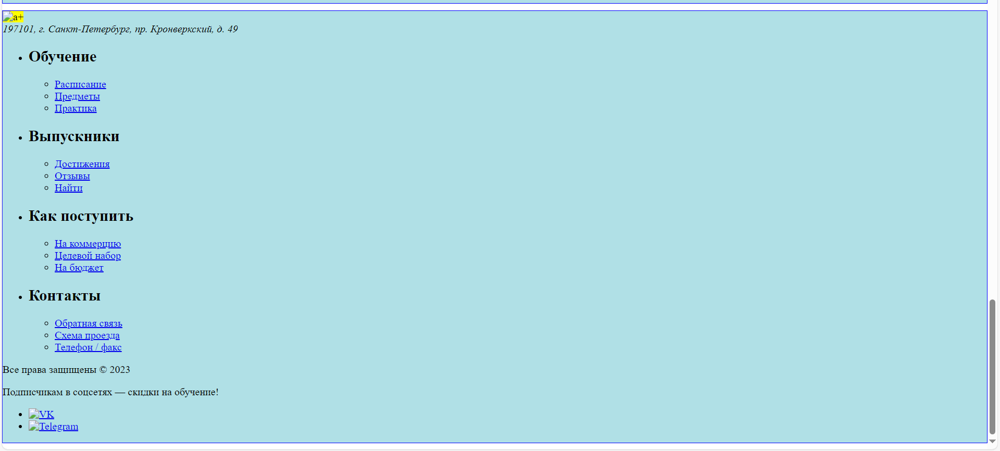 a+
197101, г. Санкт-Петербург, пр. Кронверкский, д. 49
Обучение
Расписание
Предметы
Практика
Выпускники
Достижения
Отзывы
Найти
Как поступить
На коммерцию
Целевой набор
На бюджет
Контакты
Обратная связь
Схема проезда
Телефон / факс
Все права защищены © 2023
Подписчикам в соцсетях — скидки на обучение!
VK
Telegram